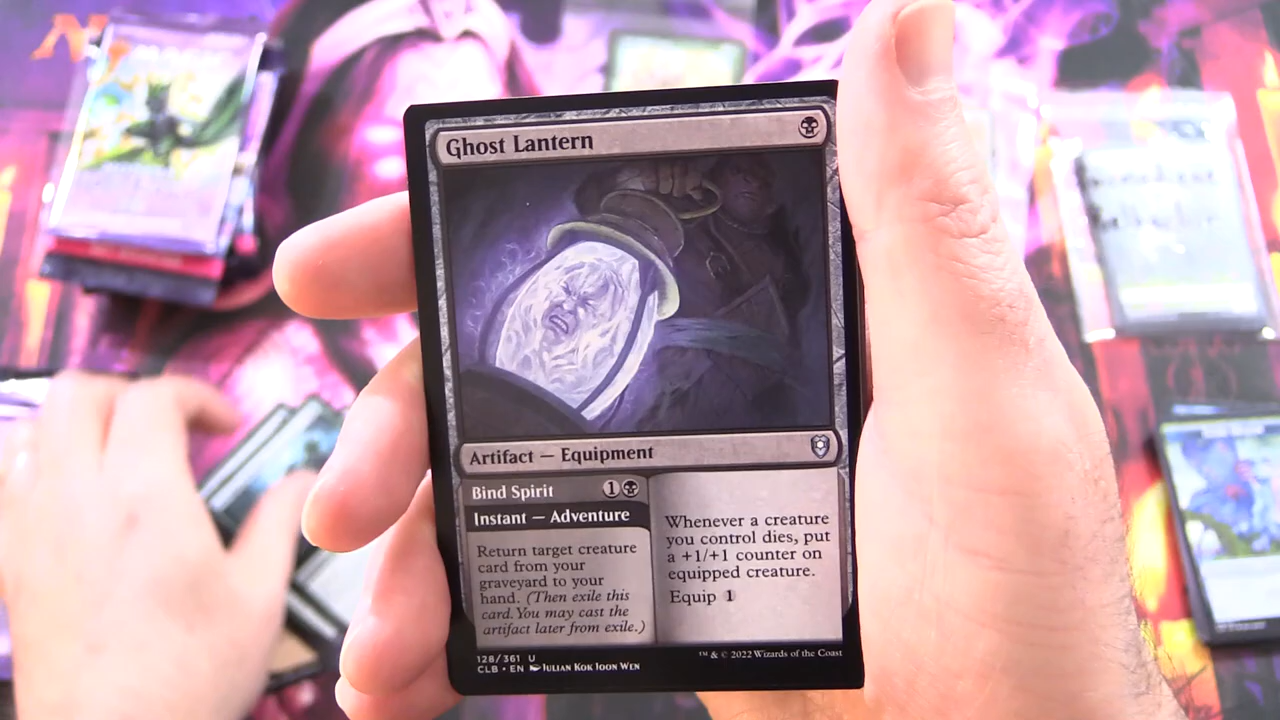 Ghost Lantern
Artifact — Equipment
Bind Spirit 1
Instant — Adventure
Return target creature
card from your
graveyard to your
hand. (Then exile this
card. You may cast the
artifact later from exile.)
Whenever a creature
you control dies, put
a +1/+1 counter on
equipped creature.
Equip 1
128/361 U
CLB • EN Julian Kok Joon Wen
™ & © 2022 Wizards of the Coast